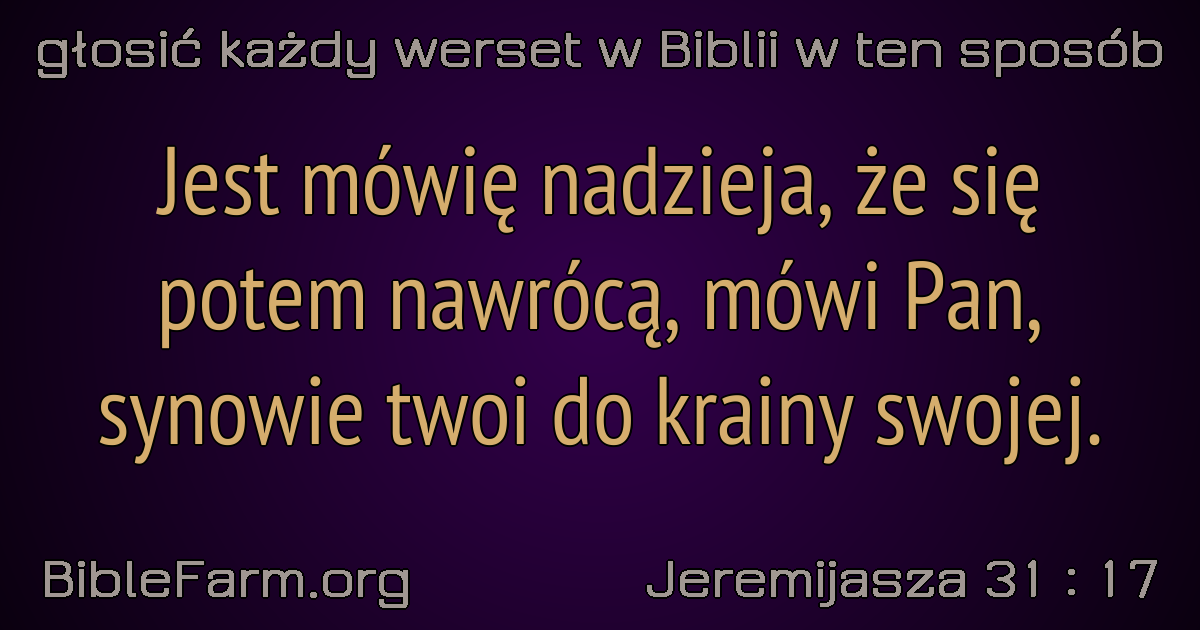 głosić każdy werset w Biblii w ten sposób
Jest mówię nadzieja, że się
potem nawrócą, mówi Pan,
synowie twoi do krainy swojej.
BibleFarm.org
Jeremijasza 31 : 17